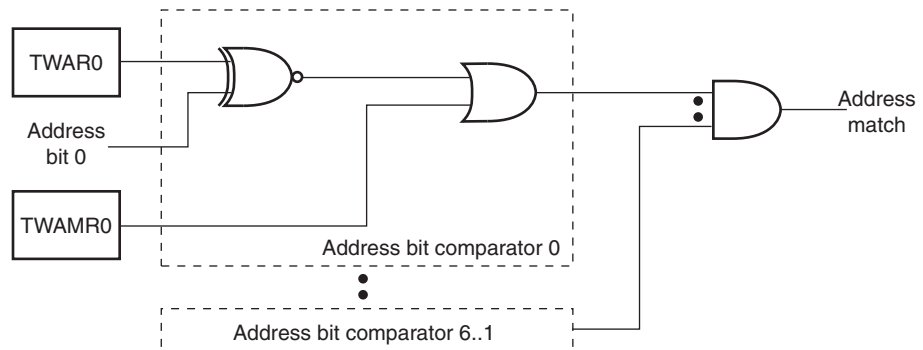 TWAR0
Address
bit 0
TWAMR0
Address bit comparator 0
Address bit comparator 6..1
Address
match